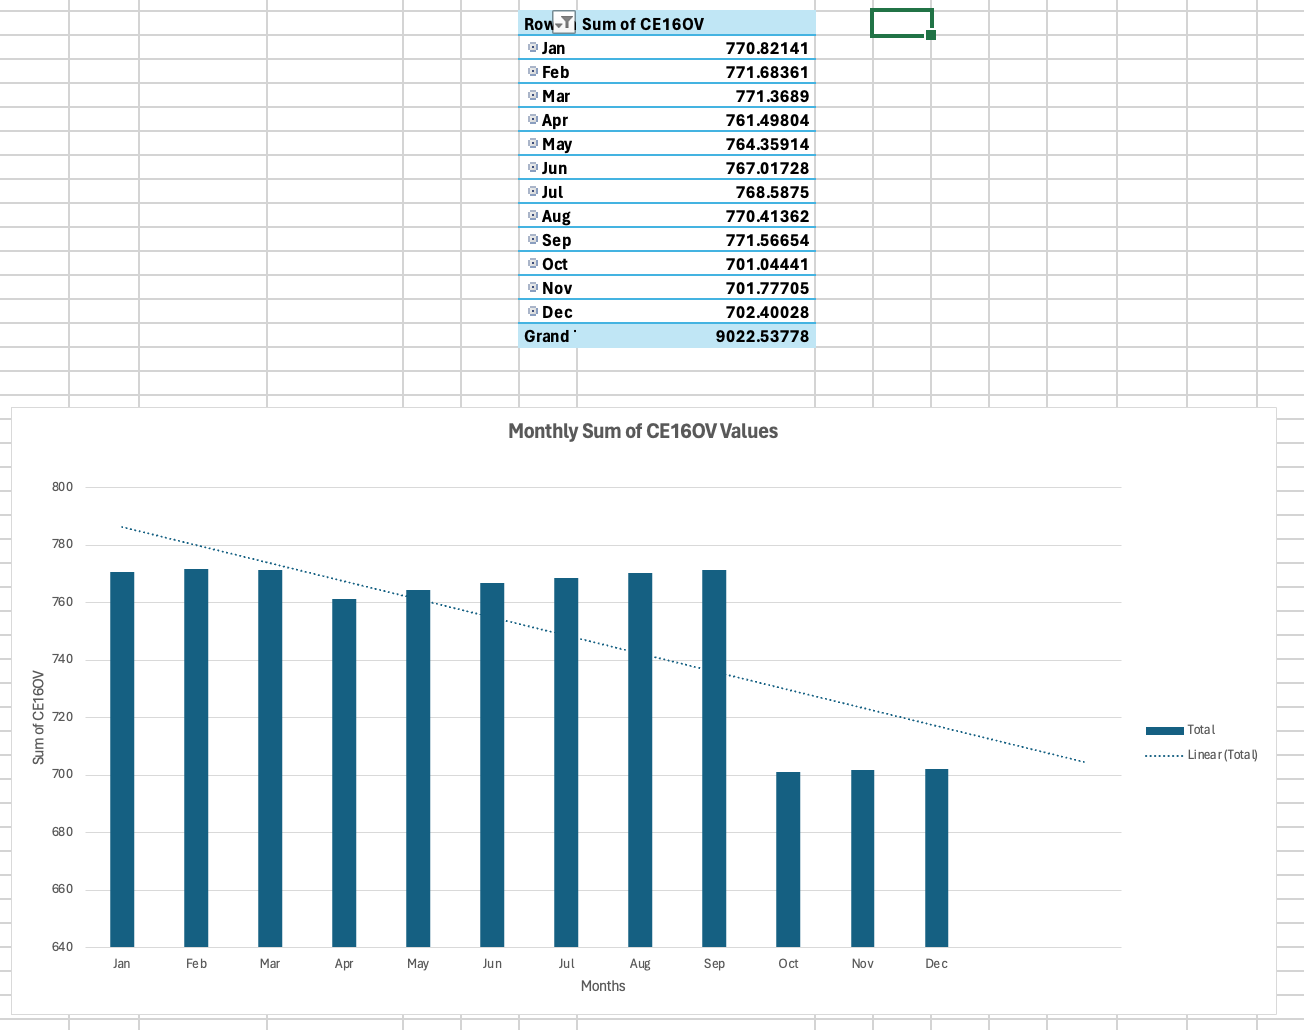 Row Sum of CE16OV
Jan 770.82141
Feb 771.68361
Mar 771.3689
Apr 761.49804
May 764.35914
Jun 767.01728
Jul 768.5875
Aug 770.41362
Sep 771.56654
Oct 701.04441
Nov 701.77705
Dec 702.40028
Grand 9022.53778
Monthly Sum of CE16OV Values
800
780
760
740
720
700
680
660
640
Sum of CE16OV
Jan Feb Mar Apr May Jun Jul Aug Sep Oct Nov Dec
Months
Total
Linear (Total)